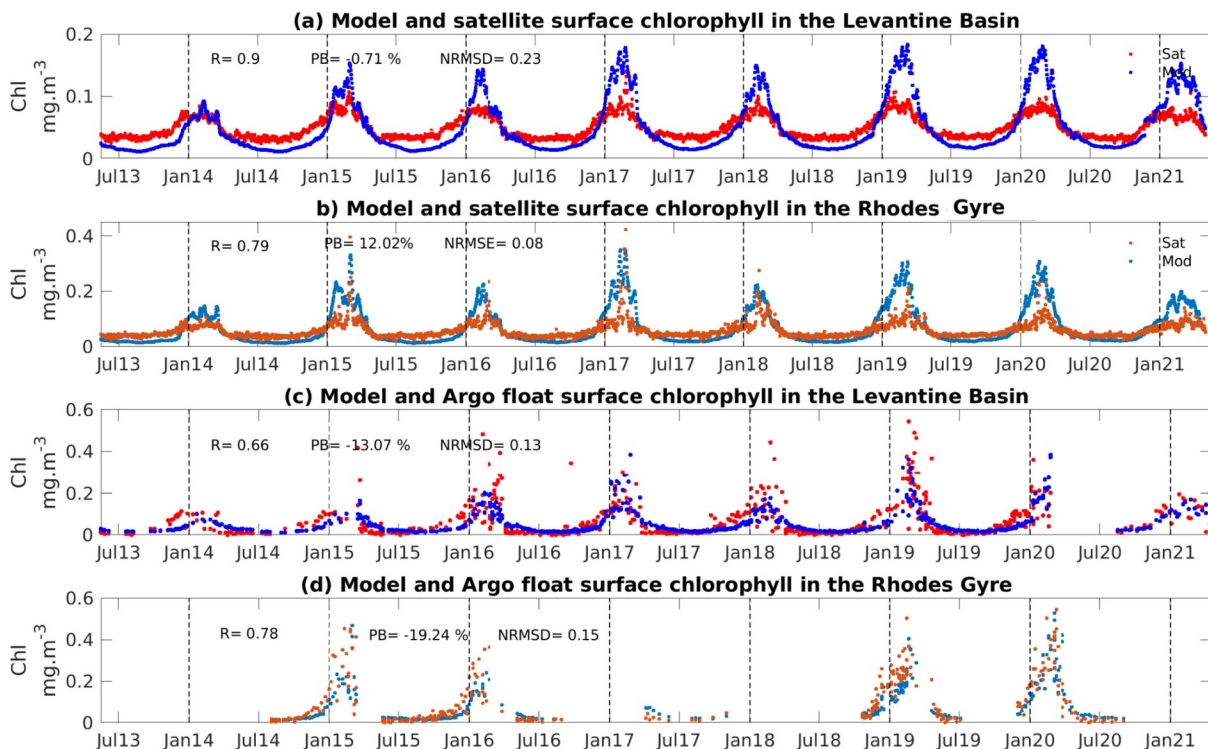 (a) Model and satellite surface chlorophyll in the Levantine Basin
R= 0.9 PB= -0.71 % NRMSD= 0.23
Sat
Mod
Chl
mg.m-3
0.2
0.1
0
Jul13 Jan14 Jul14 Jan15 Jul15 Jan16 Jul16 Jan17 Jul17 Jan18 Jul18 Jan19 Jul19 Jan20 Jul20 Jan21
b) Model and satellite surface chlorophyll in the Rhodes Gyre
R= 0.79 PB= 12.02% NRMSE= 0.08
Sat
Mod
Chl
mg.m-3
0.4
0.2
0
Jul13 Jan14 Jul14 Jan15 Jul15 Jan16 Jul16 Jan17 Jul17 Jan18 Jul18 Jan19 Jul19 Jan20 Jul20 Jan21
(c) Model and Argo float surface chlorophyll in the Levantine Basin
R= 0.66 PB= -13.07 % NRMSD= 0.13
Chl
mg.m-3
0.6
0.4
0.2
0
Jul13 Jan14 Jul14 Jan15 Jul15 Jan16 Jul16 Jan17 Jul17 Jan18 Jul18 Jan19 Jul19 Jan20 Jul20 Jan21
(d) Model and Argo float surface chlorophyll in the Rhodes Gyre
R= 0.78 PB= -19.24 % NRMSD= 0.15
Chl
mg.m-3
0.6
0.4
0.2
0
Jul13 Jan14 Jul14 Jan15 Jul15 Jan16 Jul16 Jan17 Jul17 Jan18 Jul18 Jan19 Jul19 Jan20 Jul20 Jan21